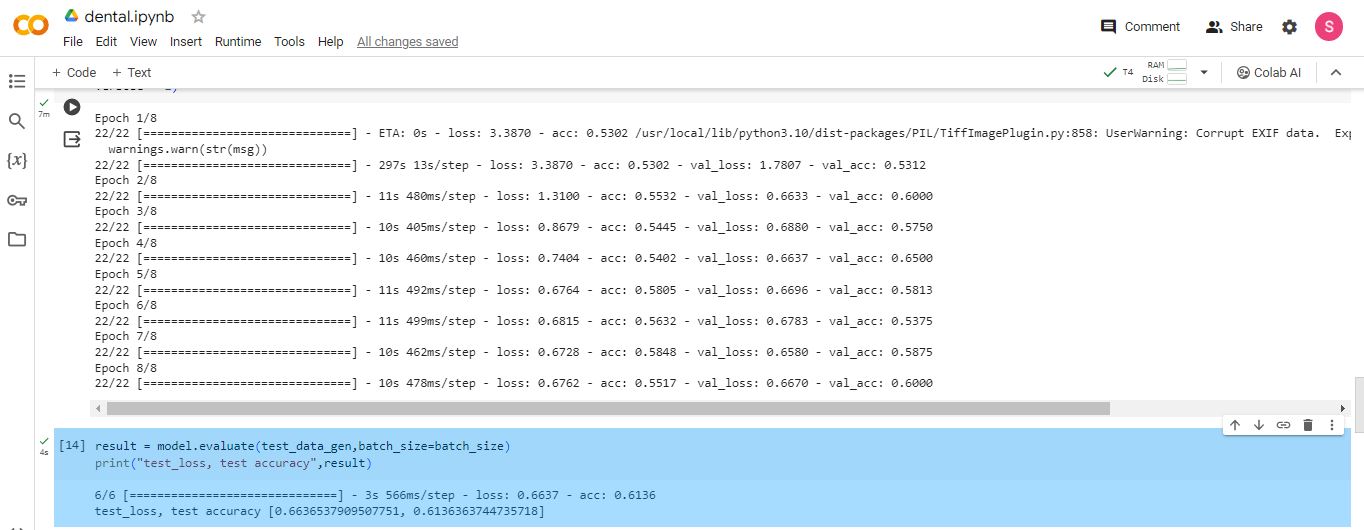 dental.ipynb
File Edit View Insert Runtime Tools Help All changes saved
Comment Share S
+ Code + Text
T4 RAM Disk Colab AI
7m
Epoch 1/8
22/22 [==============================] - ETA: 0s - loss: 3.3870 - acc: 0.5302 /usr/local/lib/python3.10/dist-packages/PIL/TiffImagePlugin.py:858: UserWarning: Corrupt EXIF data.  Exp
warnings.warn(str(msg))
22/22 [==============================] - 297s 13s/step - loss: 3.3870 - acc: 0.5302 - val_loss: 1.7807 - val_acc: 0.5312
Epoch 2/8
22/22 [==============================] - 11s 480ms/step - loss: 1.3100 - acc: 0.5532 - val_loss: 0.6633 - val_acc: 0.6000
Epoch 3/8
22/22 [==============================] - 10s 405ms/step - loss: 0.8679 - acc: 0.5445 - val_loss: 0.6880 - val_acc: 0.5750
Epoch 4/8
22/22 [==============================] - 10s 460ms/step - loss: 0.7404 - acc: 0.5402 - val_loss: 0.6637 - val_acc: 0.6500
Epoch 5/8
22/22 [==============================] - 11s 492ms/step - loss: 0.6764 - acc: 0.5805 - val_loss: 0.6696 - val_acc: 0.5813
Epoch 6/8
22/22 [==============================] - 11s 499ms/step - loss: 0.6815 - acc: 0.5632 - val_loss: 0.6783 - val_acc: 0.5375
Epoch 7/8
22/22 [==============================] - 10s 462ms/step - loss: 0.6728 - acc: 0.5848 - val_loss: 0.6580 - val_acc: 0.5875
Epoch 8/8
22/22 [==============================] - 10s 478ms/step - loss: 0.6762 - acc: 0.5517 - val_loss: 0.6670 - val_acc: 0.6000
4s
[14] result = model.evaluate(test_data_gen,batch_size=batch_size)
print("test_loss, test accuracy",result)
6/6 [==============================] - 3s 566ms/step - loss: 0.6637 - acc: 0.6136
test_loss, test accuracy [0.6636537909507751, 0.6136363744735718]